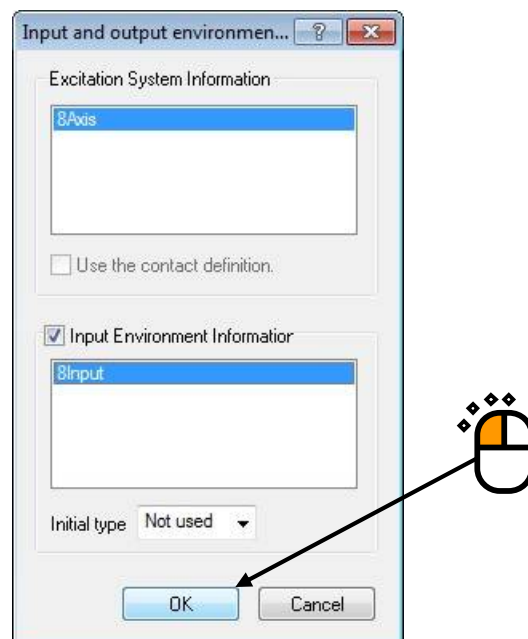 Input and output environmen...
Excitation System Information
8Axis
Use the contact definition.
Input Environment Informatior
8Input
Initial type Not used
OK Cancel